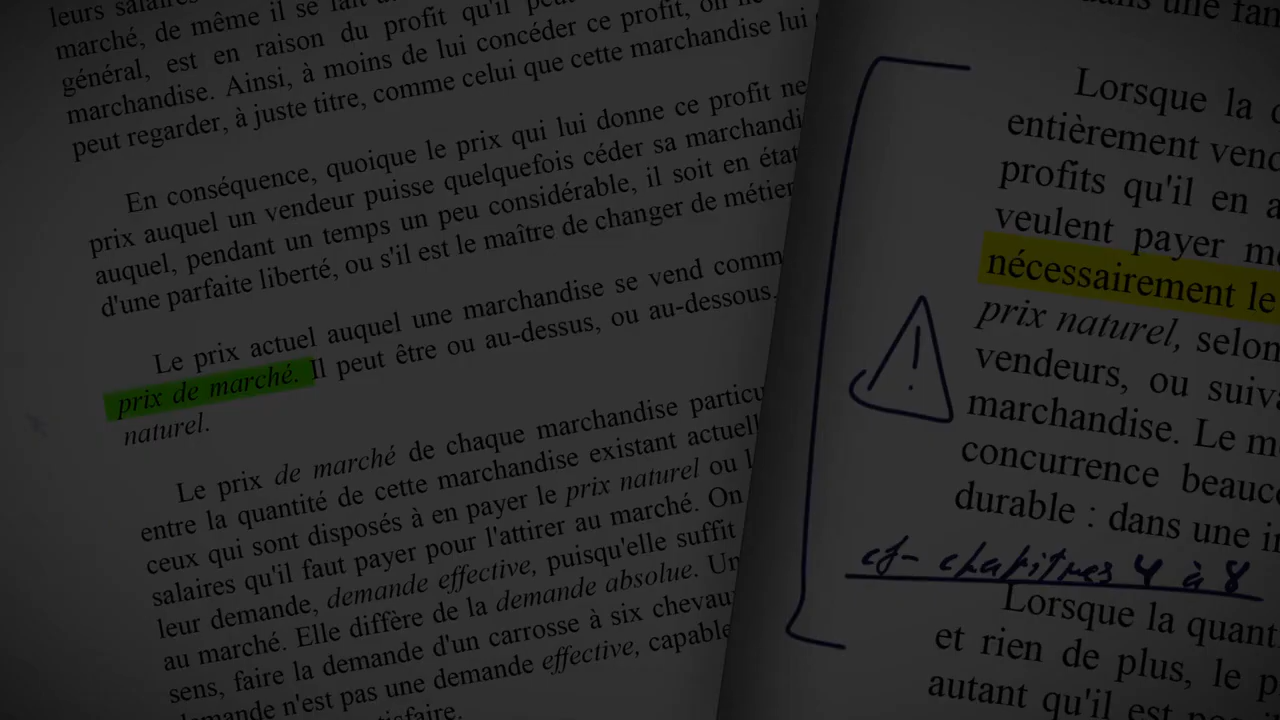 leurs salaires
marché, de même il se fait
général, est en raison du profit qu'il
marchandise. Ainsi, à moins de lui concéder ce profit, on ne
peut regarder, à juste titre, comme celui que cette marchandise lui
En conséquence, quoique le prix qui lui donne ce profit ne
prix auquel un vendeur puisse quelquefois céder sa marchandi
auquel, pendant un temps un peu considérable, il soit en état
d'une parfaite liberté, ou s'il est le maître de changer de métier
Le prix actuel auquel une marchandise se vend comm
prix de marché. Il peut être ou au-dessus, ou au-dessous,
naturel.
Le prix de marché de chaque marchandise particu
entre la quantité de cette marchandise existant actuell
ceux qui sont disposés à en payer le prix naturel ou l
salaires qu'il faut payer pour l'attirer au marché. On
leur demande, demande effective, puisqu'elle suffit
au marché. Elle diffère de la demande absolue. Un
sens, faire la demande d'un carrosse à six chevau
demande n'est pas une demande effective, capable
satisfaire.
dans une fam
Lorsque la
entièrement vend
profits qu'il en a
veulent payer m
nécessairement le
prix naturel, selon
vendeurs, ou suiva
marchandise. Le m
concurrence beauc
durable : dans une i
cf- chapitres 4 à 8
Lorsque la quant
et rien de plus, le p
autant qu'il est